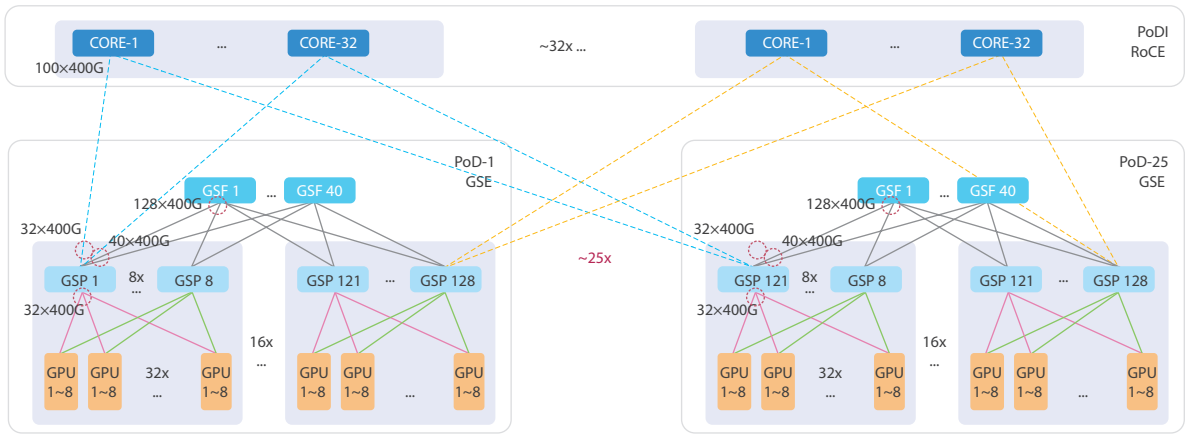 CORE-1
...
CORE-32
~32x ...
CORE-1
...
CORE-32
PoDI
RoCE
100×400G
PoD-1
GSE
GSF 1
...
GSF 40
128×400G
32×400G
40×400G
GSP 1
8x
...
GSP 8
GSP 121
...
GSP 128
32×400G
GPU
1~8
GPU
1~8
32x
...
GPU
1~8
16x
...
GPU
1~8
GPU
1~8
...
GPU
1~8
~25x
PoD-25
GSE
GSF 1
...
GSF 40
128×400G
32×400G
40×400G
GSP 121
8x
...
GSP 8
GSP 121
...
GSP 128
32×400G
GPU
1~8
GPU
1~8
32x
...
GPU
1~8
16x
...
GPU
1~8
GPU
1~8
...
GPU
1~8